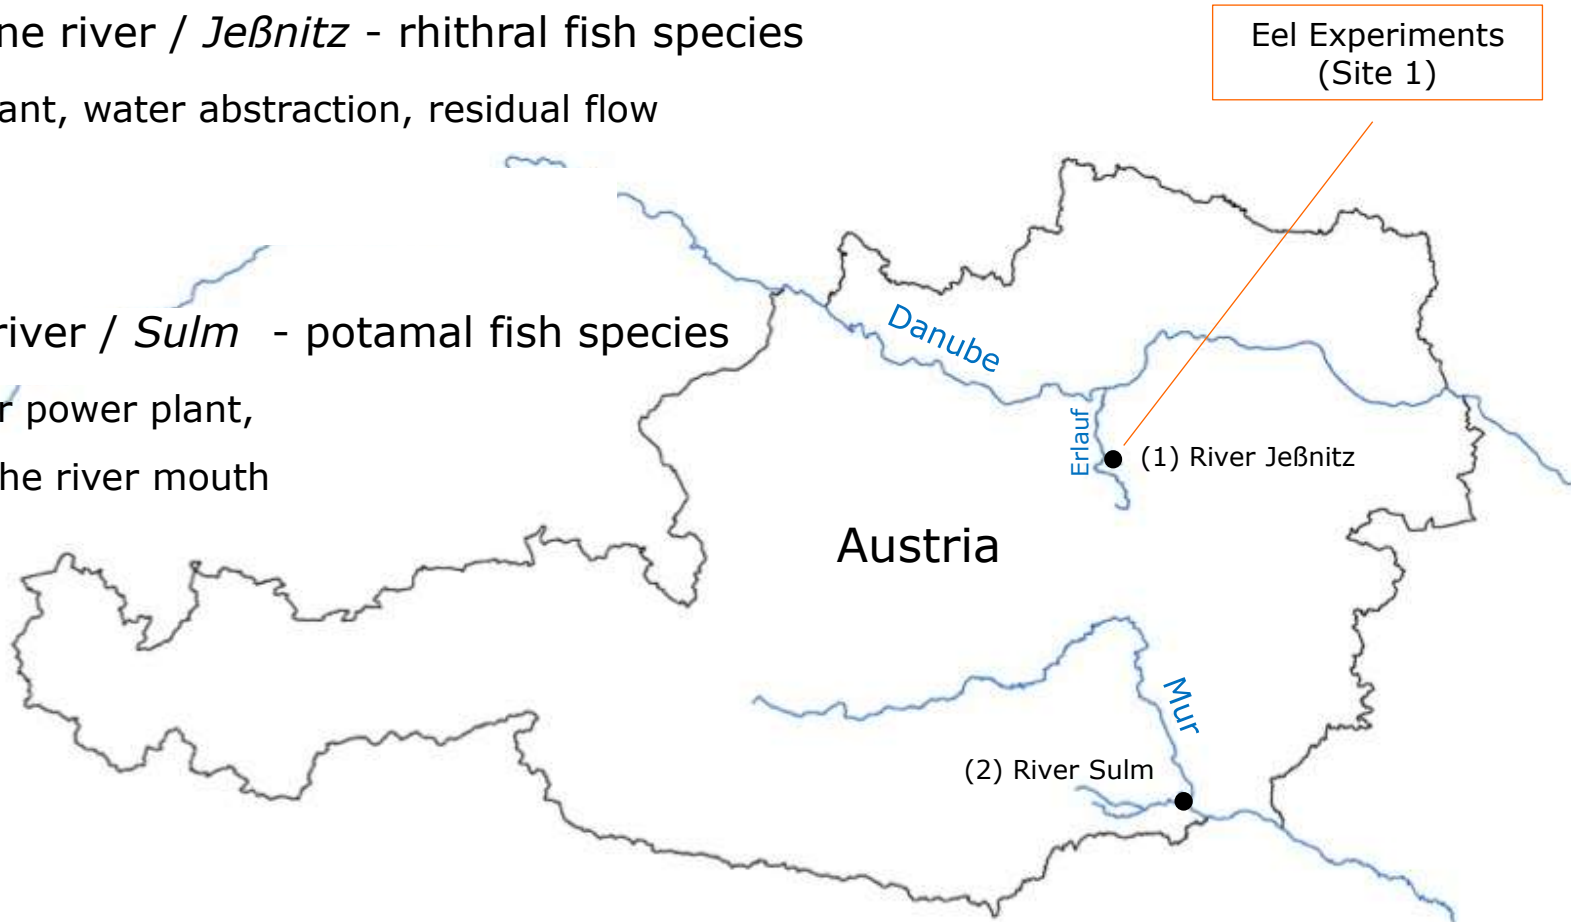 ne river / Jeßnitz - rhithral fish species
ant, water abstraction, residual flow
river / Sulm - potamal fish species
r power plant,
he river mouth
Eel Experiments
(Site 1)
Danube
Erlauf
(1) River Jeßnitz
Austria
Mur
(2) River Sulm